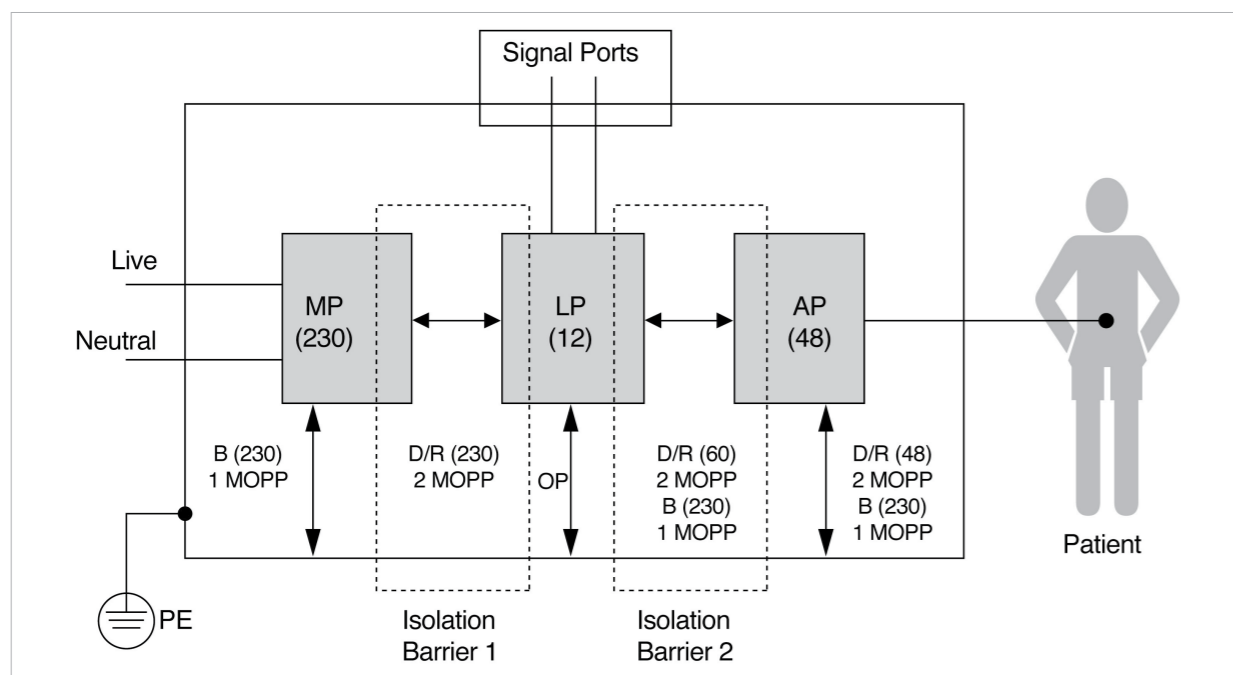 Signal Ports
Live
Neutral
MP
(230)
LP
(12)
AP
(48)
B (230)
1 MOPP
D/R (230)
2 MOPP
OP
D/R (60)
2 MOPP
B (230)
1 MOPP
D/R (48)
2 MOPP
B (230)
1 MOPP
Patient
PE
Isolation
Barrier 1
Isolation
Barrier 2